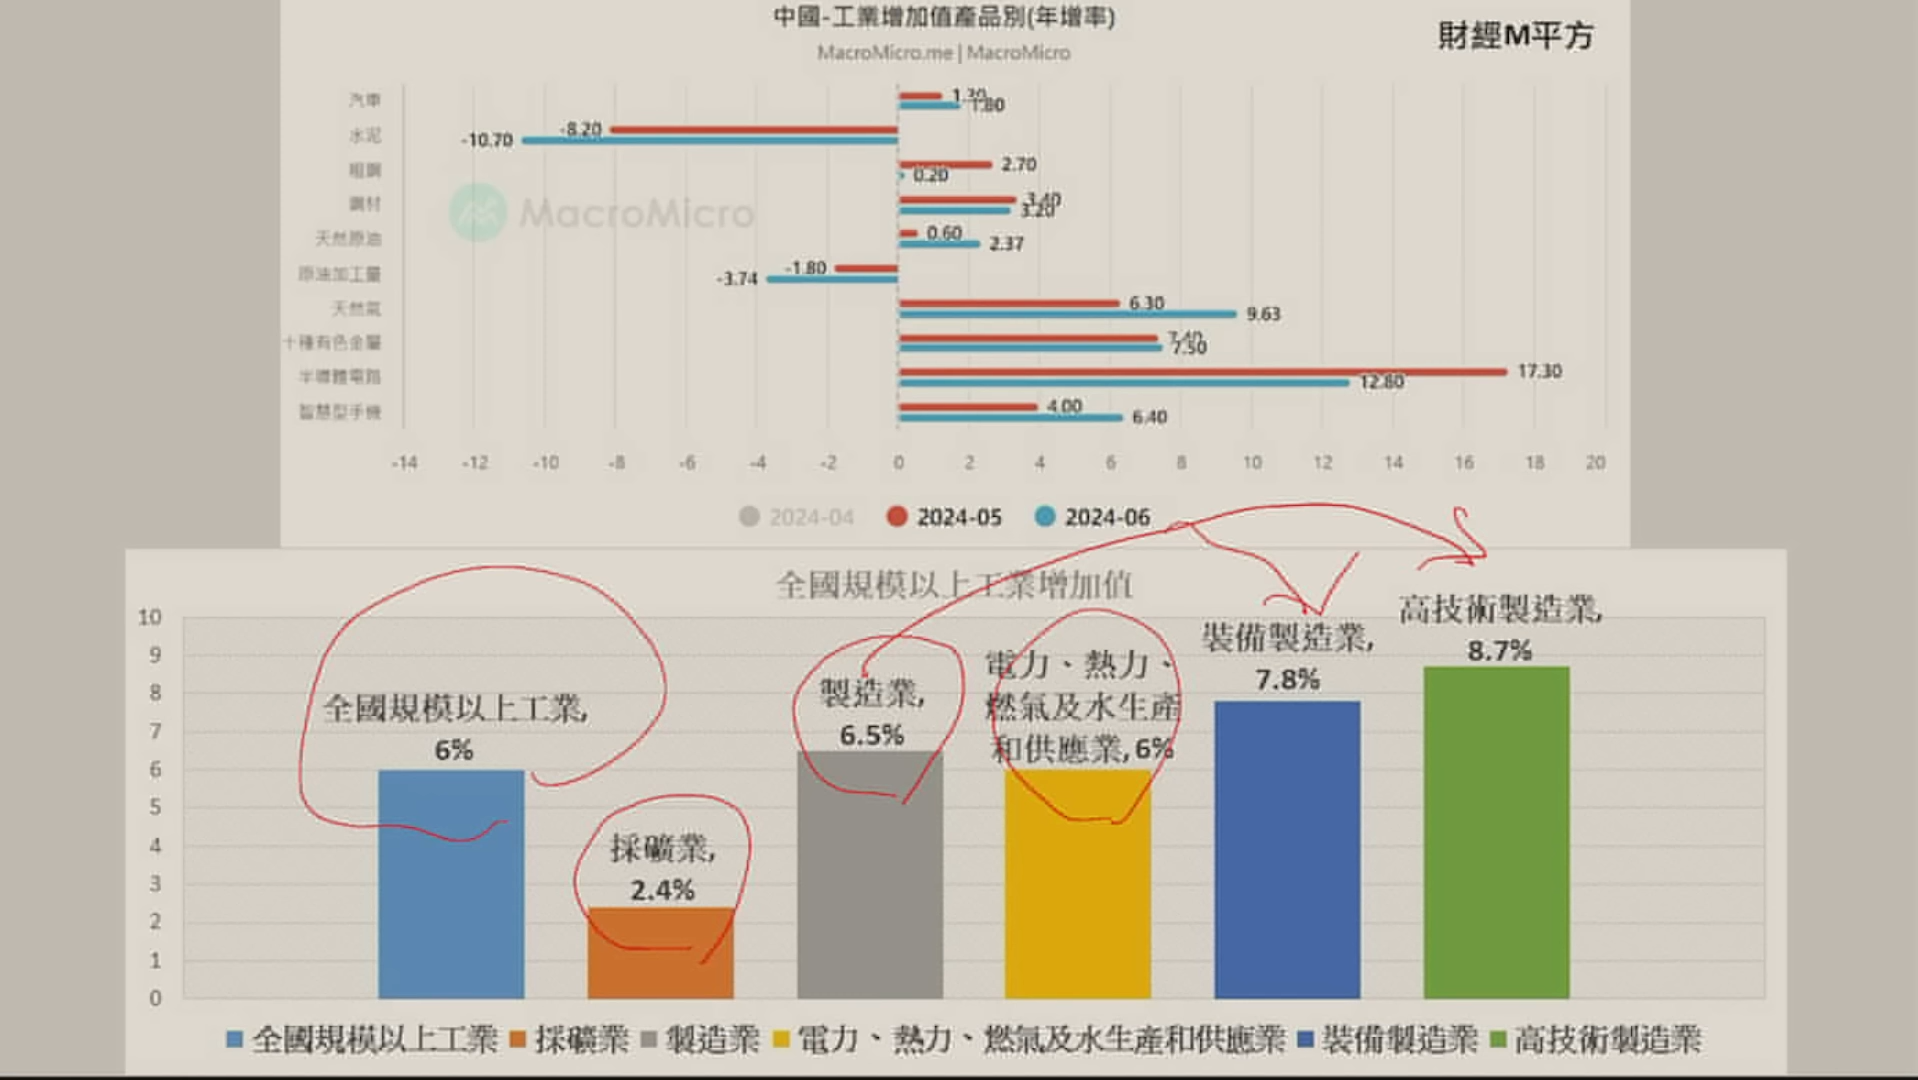 中國-工業增加值產品別(年增率)
MacroMicro.me | MacroMicro
財經M平方
汽車
1.30
1.80
水泥
-8.20
-10.70
粗鋼
2.70
0.20
鋼材
3.40
3.20
天然原油
0.60
2.37
原油加工量
-1.80
-3.74
天然氣
6.30
9.63
十種有色金屬
7.40
7.50
半導體電路
17.30
12.80
智慧型手機
4.00
6.40
MacroMicro
-14 -12 -10 -8 -6 -4 -2 0 2 4 6 8 10 12 14 16 18 20
2024-04 2024-05 2024-06
全國規模以上工業增加值
10
9
8
7
6
5
4
3
2
1
0
全國規模以上工業,
6%
採礦業,
2.4%
製造業,
6.5%
電力、熱力、
燃氣及水生產
和供應業, 6%
裝備製造業,
7.8%
高技術製造業,
8.7%
全國規模以上工業 採礦業 製造業 電力、熱力、燃氣及水生產和供應業 裝備製造業 高技術製造業